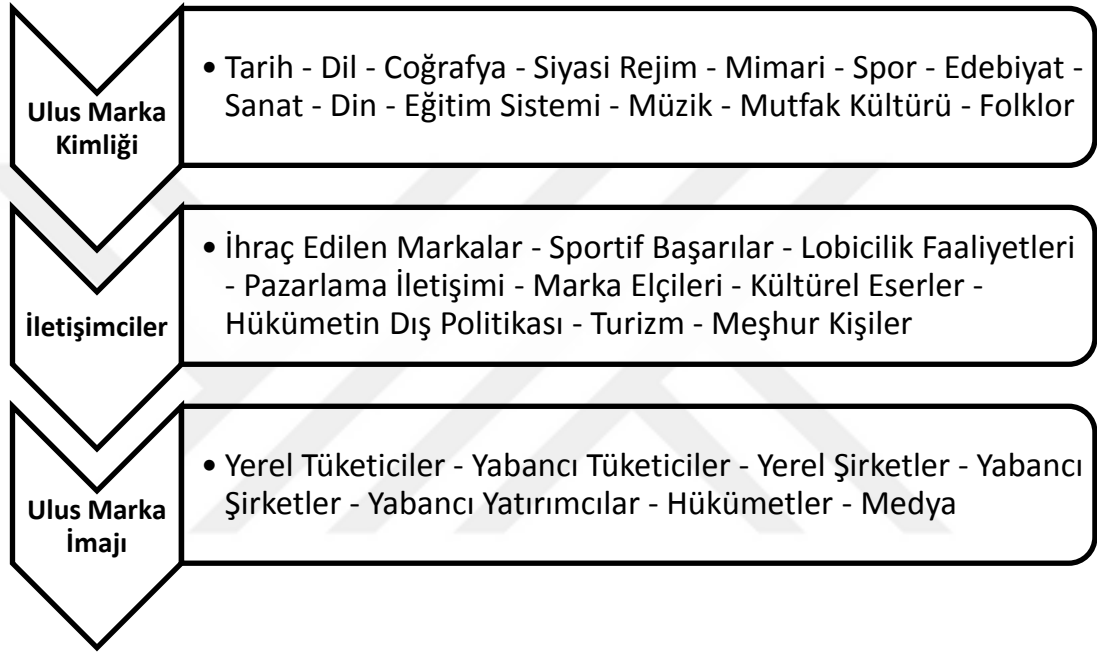 Ulus Marka
Kimliği
• Tarih - Dil - Coğrafya - Siyasi Rejim - Mimari - Spor - Edebiyat -
Sanat - Din - Eğitim Sistemi - Müzik - Mutfak Kültürü - Folklor
İletişimciler
• İhraç Edilen Markalar - Sportif Başarılar - Lobicilik Faaliyetleri
- Pazarlama İletişimi - Marka Elçileri - Kültürel Eserler -
Hükümetin Dış Politikası - Turizm - Meşhur Kişiler
Ulus Marka
İmajı
• Yerel Tüketiciler - Yabancı Tüketiciler - Yerel Şirketler - Yabancı
Şirketler - Yabancı Yatırımcılar - Hükümetler - Medya